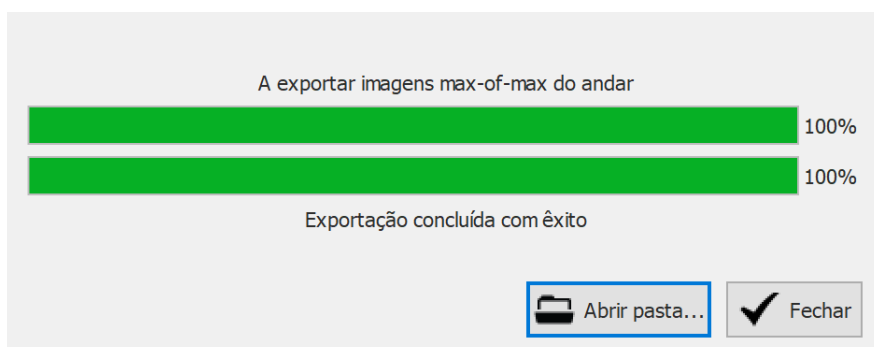 A exportar imagens max-of-max do andar
100%
100%
Exportação concluída com êxito
Abrir pasta...
Fechar